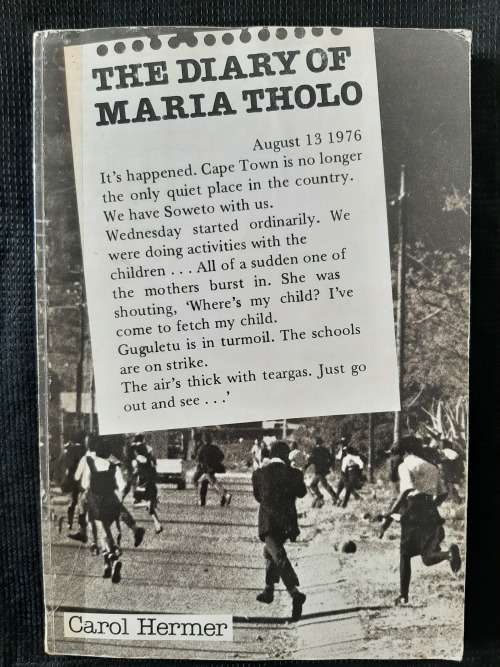 THE DIARY OF
MARIA THOLO
August 13 1976
It's happened. Cape Town is no longer
the only quiet place in the country.
We have Soweto with us.
Wednesday started ordinarily. We
were doing activities with the
children . . . All of a sudden one of
the mothers burst in. She was
shouting, 'Where's my child? I've
come to fetch my child.
Guguletu is in turmoil. The schools
are on strike.
The air's thick with teargas. Just go
out and see . . .'
Carol Hermer